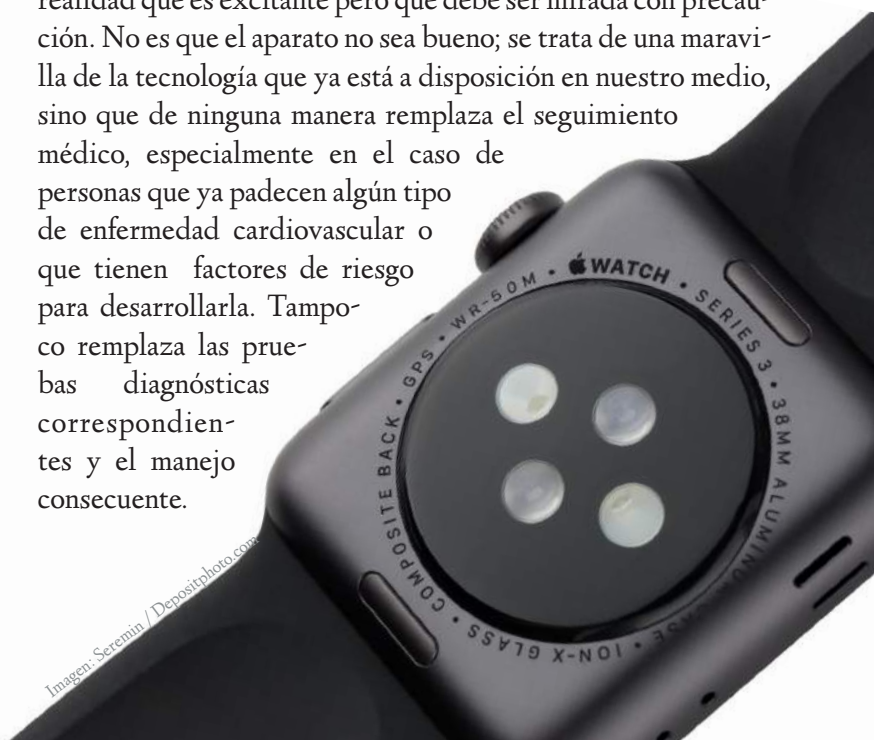 realidad que es excitante pero que debe ser mirada con precau-
ción. No es que el aparato no sea bueno; se trata de una maravi-
lla de la tecnología que ya está a disposición en nuestro medio,
sino que de ninguna manera remplaza el seguimiento
médico, especialmente en el caso de
personas que ya padecen algún tipo
de enfermedad cardiovascular o
que tienen factores de riesgo
para desarrollarla. Tampo-
co remplaza las prue-
bas diagnósticas
correspondien-
tes y el manejo
consecuente.
WATCH • SERIES 3 • 38MM ALUMINUM CASE • ION-X GLASS • COMPOSITE BACK • GPS • WR-50M •
Imagen: Seremin / Depositphoto.com